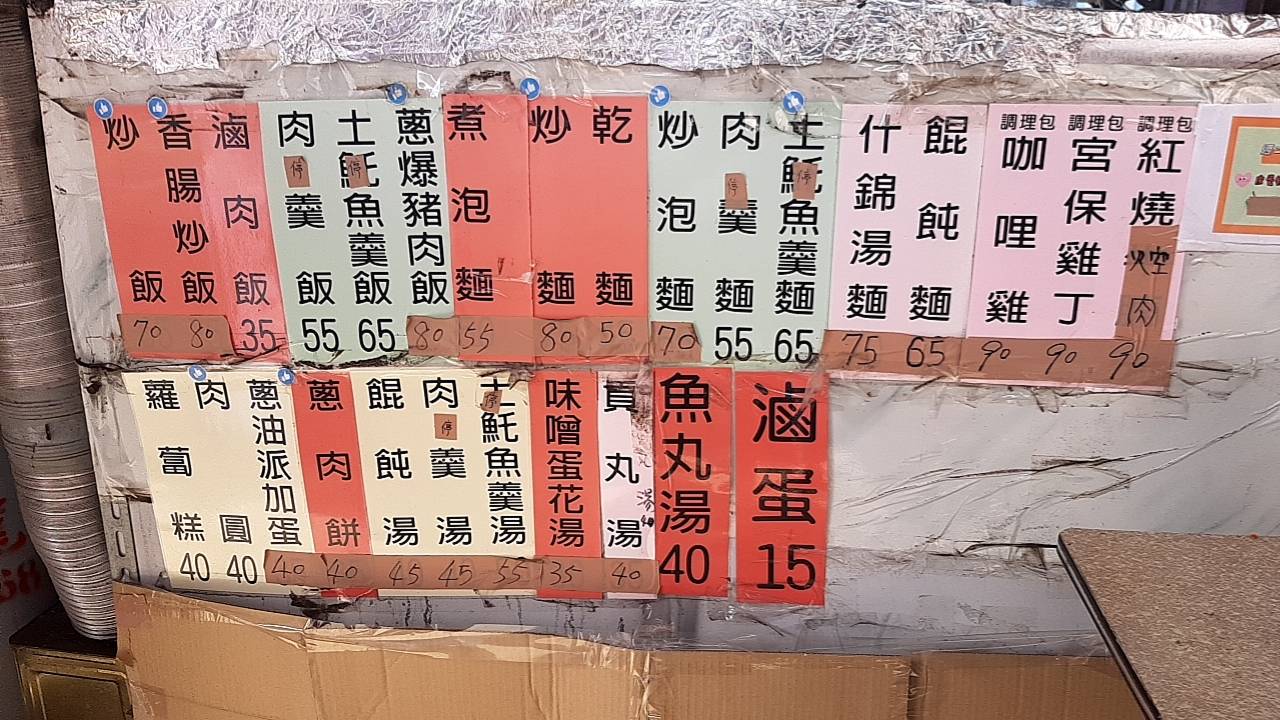 炒飯 70
香腸炒飯 80
滷肉飯 35
肉羹飯 55
停
土魠魚羹飯 65
停
蔥爆豬肉飯 80
煮泡麵 55
炒麵 80
乾麵 50
炒泡麵 70
肉羹麵 55
停
土魠魚羹麵 65
停
什錦湯麵 75
餛飩麵 65
調理包 咖哩雞 90
調理包 宮保雞丁 90
調理包 紅燒焢肉 90
蘿蔔糕 40
肉圓 40
蔥油派加蛋 40
蔥肉餅 40
餛飩湯 45
肉羹湯 45
停
土魠魚羹湯 55
停
味噌蛋花湯 35
貢丸湯 40
魚丸湯 40
滷蛋 15